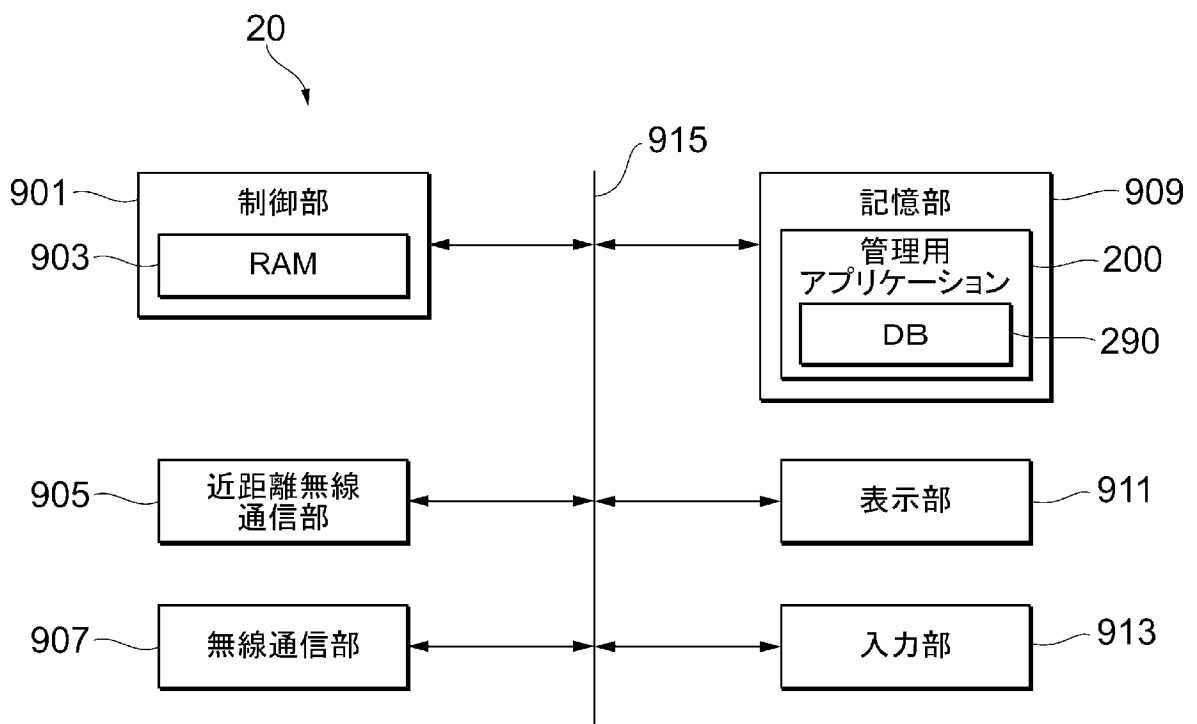 20
915
901
制御部
903
RAM
記憶部
909
管理用
アプリケーション
200
DB
290
905
近距離無線
通信部
表示部
911
907
無線通信部
入力部
913